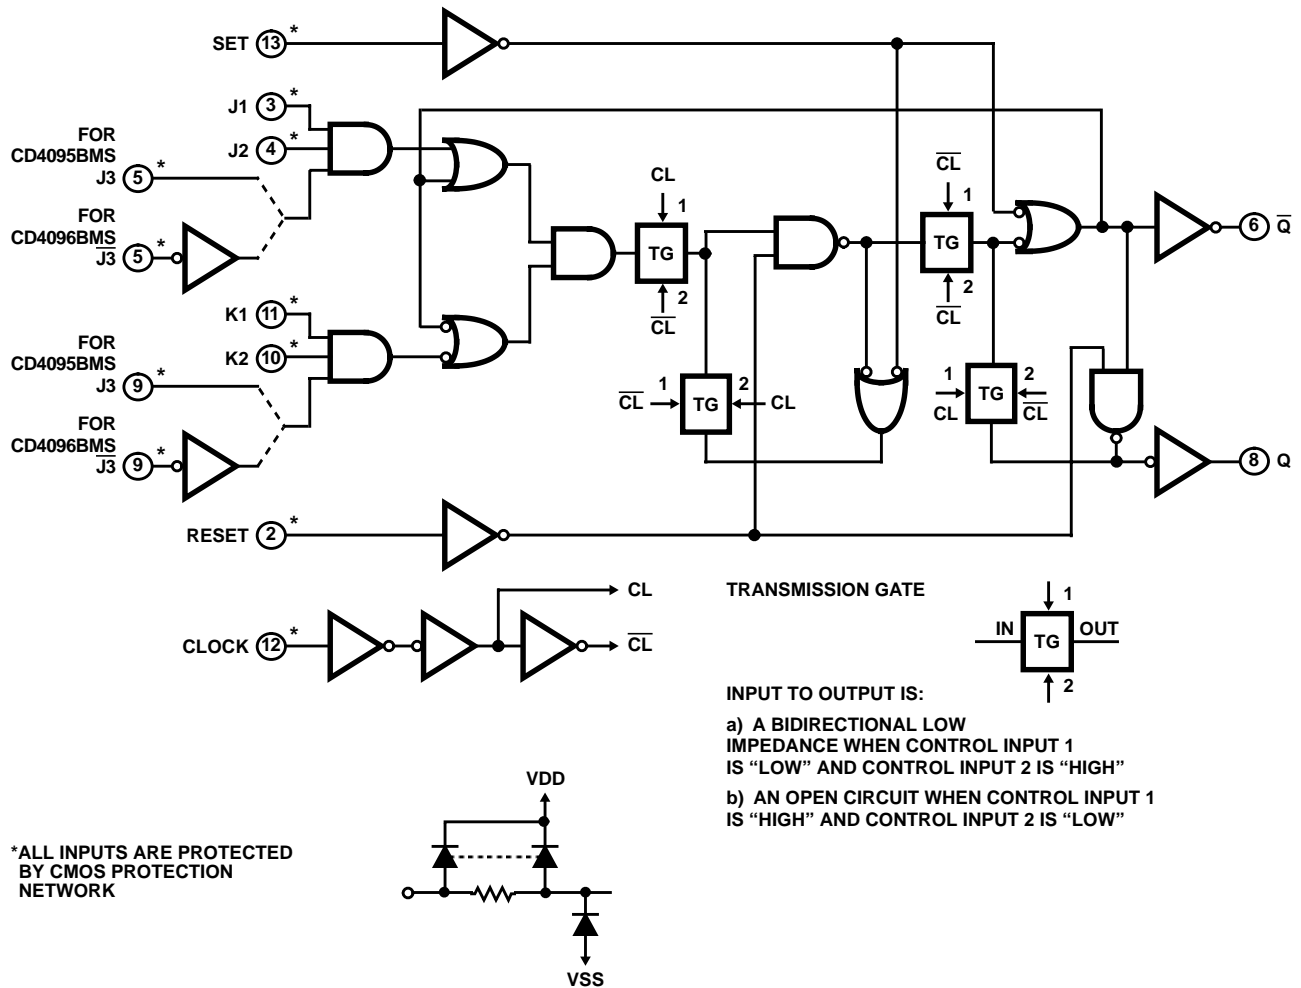 SET 13 *
J1 3 *
FOR
CD4095BMS
J2 4 *
J3 5 *
FOR
CD4096BMS
J3 5 *
K1 11 *
FOR
CD4095BMS
K2 10 *
J3 9 *
FOR
CD4096BMS
J3 9 *
CL
1
TG
2
CL
CL
1
TG
2
CL
6 Q
CL 1 TG 2 CL
1 TG 2
CL CL
8 Q
RESET 2 *
CL
CLOCK 12 *
CL
TRANSMISSION GATE
1
IN TG OUT
2
INPUT TO OUTPUT IS:
a) A BIDIRECTIONAL LOW
IMPEDANCE WHEN CONTROL INPUT 1
IS “LOW” AND CONTROL INPUT 2 IS “HIGH”
b) AN OPEN CIRCUIT WHEN CONTROL INPUT 1
IS “HIGH” AND CONTROL INPUT 2 IS “LOW”
VDD
*ALL INPUTS ARE PROTECTED
BY CMOS PROTECTION
NETWORK
VSS